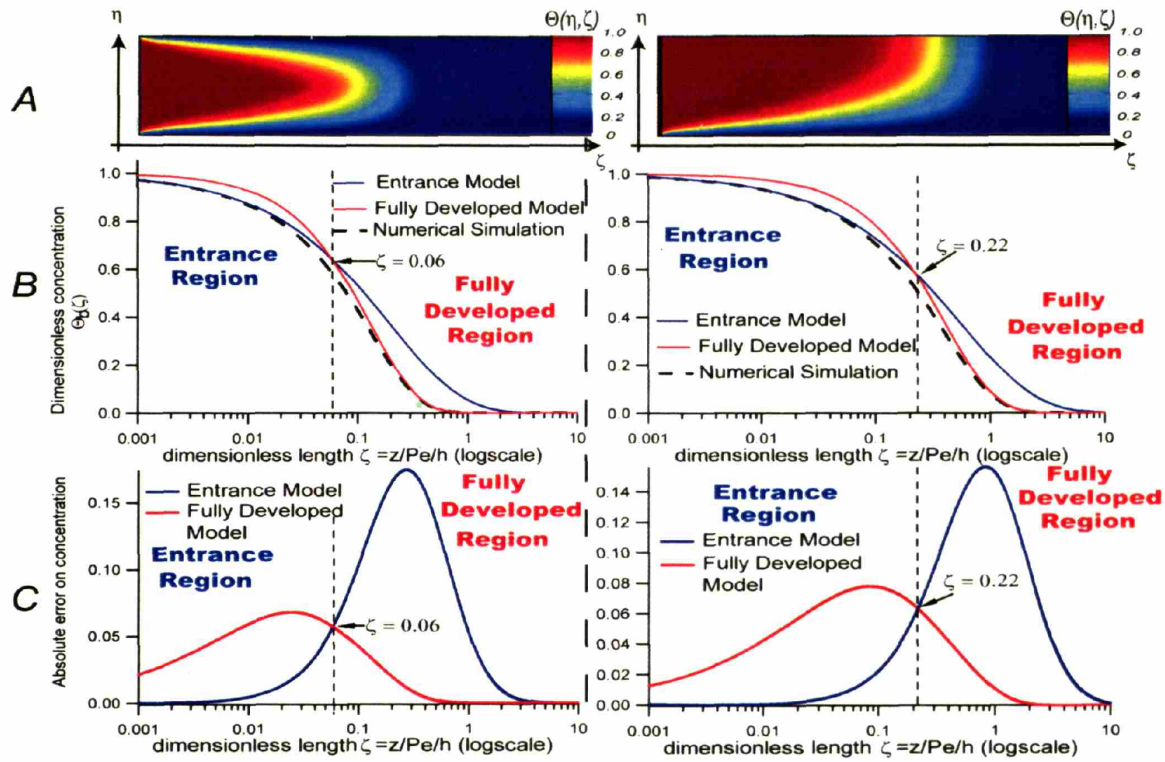 η
Θ(η,ζ)
1.0
0.8
0.6
0.4
0.2
0
ζ
A
η
Θ(η,ζ)
1.0
0.8
0.6
0.4
0.2
0
ζ
B
Dimensionless concentration
Θb(ζ)
1.0
0.8
0.6
0.4
0.2
0.0
Entrance Model
Fully Developed Model
Numerical Simulation
Entrance
Region
ζ = 0.06
Fully
Developed
Region
0.001
0.01
0.1
1
10
dimensionless length ζ =z/Pe/h (logscale)
1.0
0.8
0.6
0.4
0.2
0.0
Entrance
Region
ζ = 0.22
Fully
Developed
Region
Entrance Model
Fully Developed Model
Numerical Simulation
0.001
0.01
0.1
1
10
dimensionless length ζ =z/Pe/h (logscale)
C
Absolute error on concentration
0.15
0.10
0.05
0.00
Entrance Model
Fully Developed
Model
Entrance
Region
Fully
Developed
Region
ζ = 0.06
0.001
0.01
0.1
1
10
dimensionless length ζ =z/Pe/h (logscale)
0.14
0.12
0.10
0.08
0.06
0.04
0.02
0.00
Entrance
Region
Entrance Model
Fully Developed
Model
Fully
Developed
Region
ζ = 0.22
0.001
0.01
0.1
1
10
dimensionless length ζ =z/Pe/h (logscale)